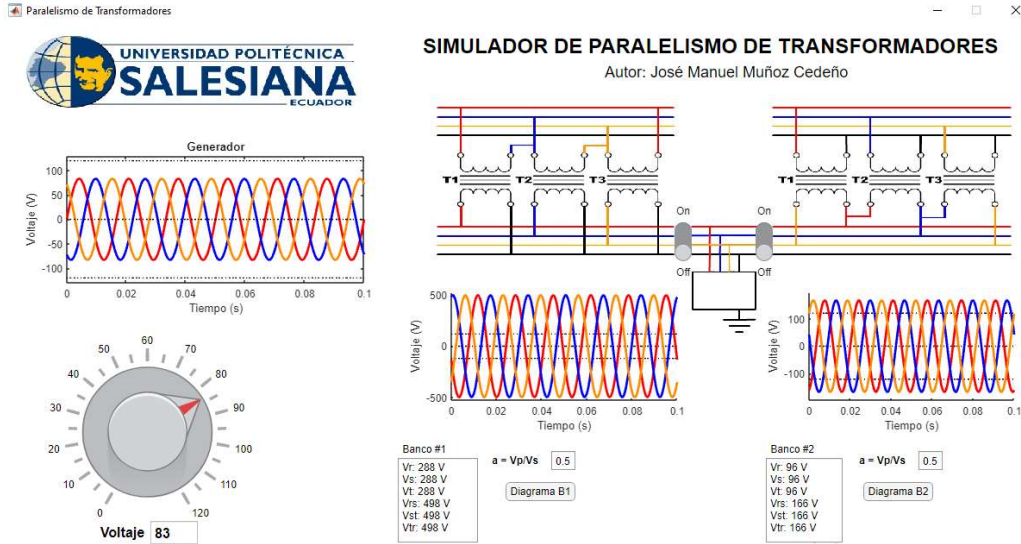 Paralelismo de Transformadores
UNIVERSIDAD POLITÉCNICA
SALESIANA
ECUADOR
SIMULADOR DE PARALELISMO DE TRANSFORMADORES
Autor: José Manuel Muñoz Cedeño
Generador
Voltaje (V)
100
50
0
-50
-100
0 0.02 0.04 0.06 0.08 0.1
Tiempo (s)
T1 T2 T3
T1 T2 T3
On On
Off Off
Voltaje (V)
500
0
-500
0 0.02 0.04 0.06 0.08 0.1
Tiempo (s)
Voltaje (V)
100
0
-100
0 0.02 0.04 0.06 0.08 0.1
Tiempo (s)
0 10 20 30 40 50 60 70 80 90 100 110 120
Voltaje 83
Banco #1
Vr: 288 V
Vs: 288 V
Vt: 288 V
Vrs: 498 V
Vst: 498 V
Vtr: 498 V
a = Vp/Vs 0.5
Diagrama B1
Banco #2
Vr: 96 V
Vs: 96 V
Vt: 96 V
Vrs: 166 V
Vst: 166 V
Vtr: 166 V
a = Vp/Vs 0.5
Diagrama B2